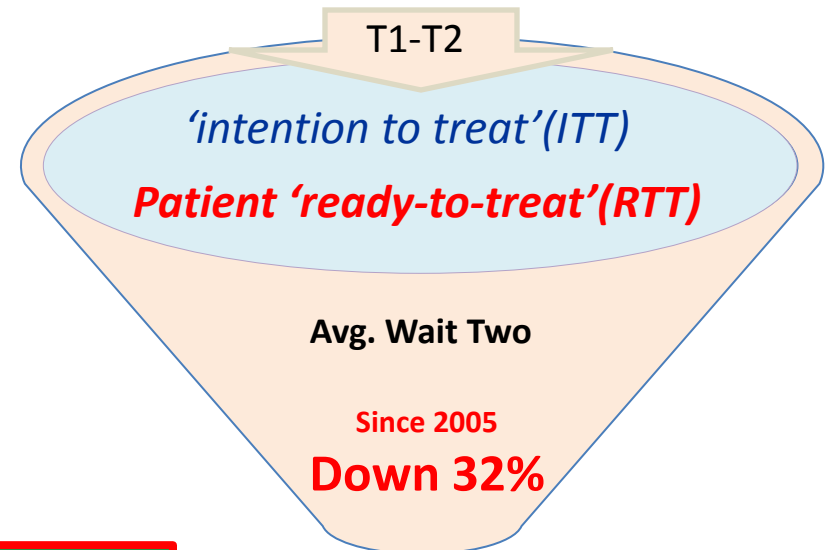 T1-T2
‘intention to treat’(ITT)
Patient ‘ready-to-treat’(RTT)
Avg. Wait Two
Since 2005
Down 32%